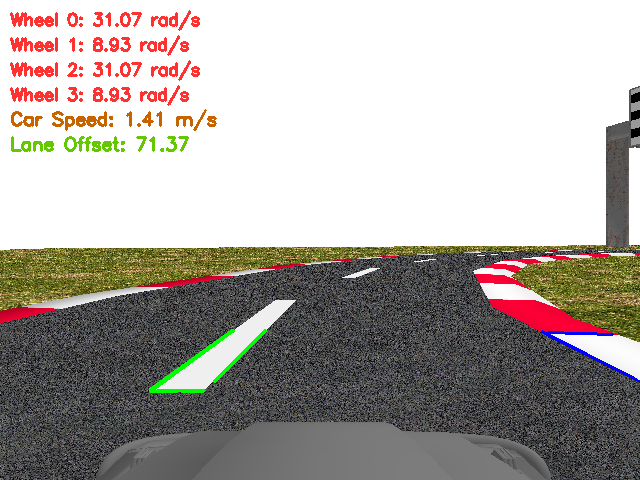 Wheel 0: 31.07 rad/s
Wheel 1: 8.93 rad/s
Wheel 2: 31.07 rad/s
Wheel 3: 8.93 rad/s
Car Speed: 1.41 m/s
Lane Offset: 71.37